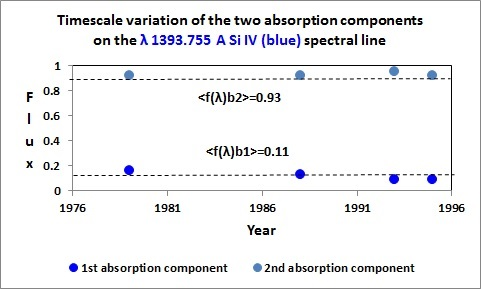 Timescale variation of the two absorption components
on the λ 1393.755 A Si IV (blue) spectral line
Flux
1
0.8
0.6
0.4
0.2
0
<f(λ)b2>=0.93
<f(λ)b1>=0.11
1976 1981 1986 1991 1996
Year
1st absorption component 2nd absorption component